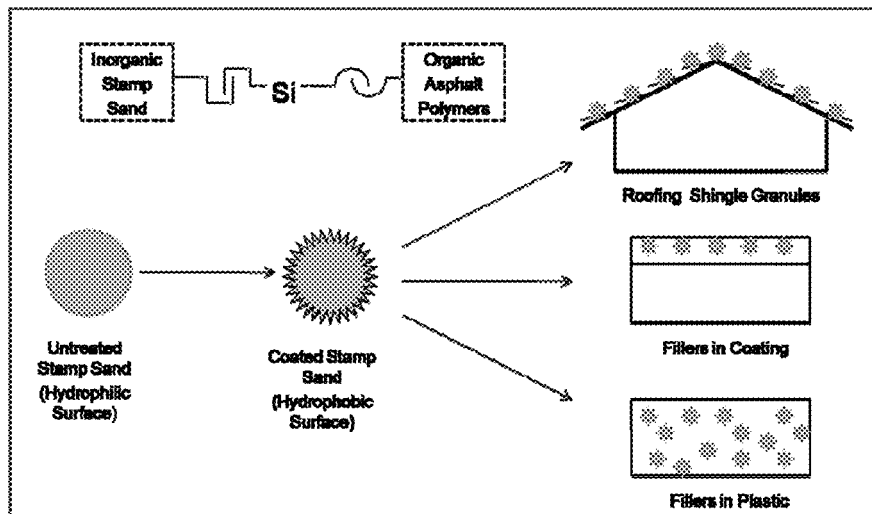 Inorganic
Stamp
Sand
Si
Organic
Asphalt
Polymers
Roofing Shingle Granules
Untreated
Stamp Sand
(Hydrophilic
Surface)
Coated Stamp
Sand
(Hydrophobic
Surface)
Fillers in Coating
Fillers in Plastic